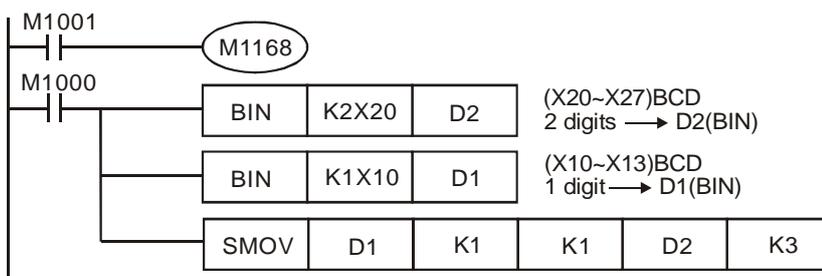 M1001
M1168
M1000
BIN K2X20 D2
(X20~X27)BCD
2 digits → D2(BIN)
BIN K1X10 D1
(X10~X13)BCD
1 digit → D1(BIN)
SMOV D1 K1 K1 D2 K3